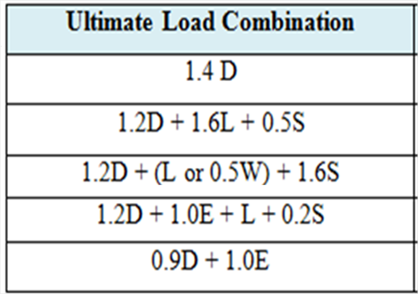 Ultimate Load Combination
1.4 D
1.2D + 1.6L + 0.5S
1.2D + (L or 0.5W) + 1.6S
1.2D + 1.0E + L + 0.2S
0.9D + 1.0E